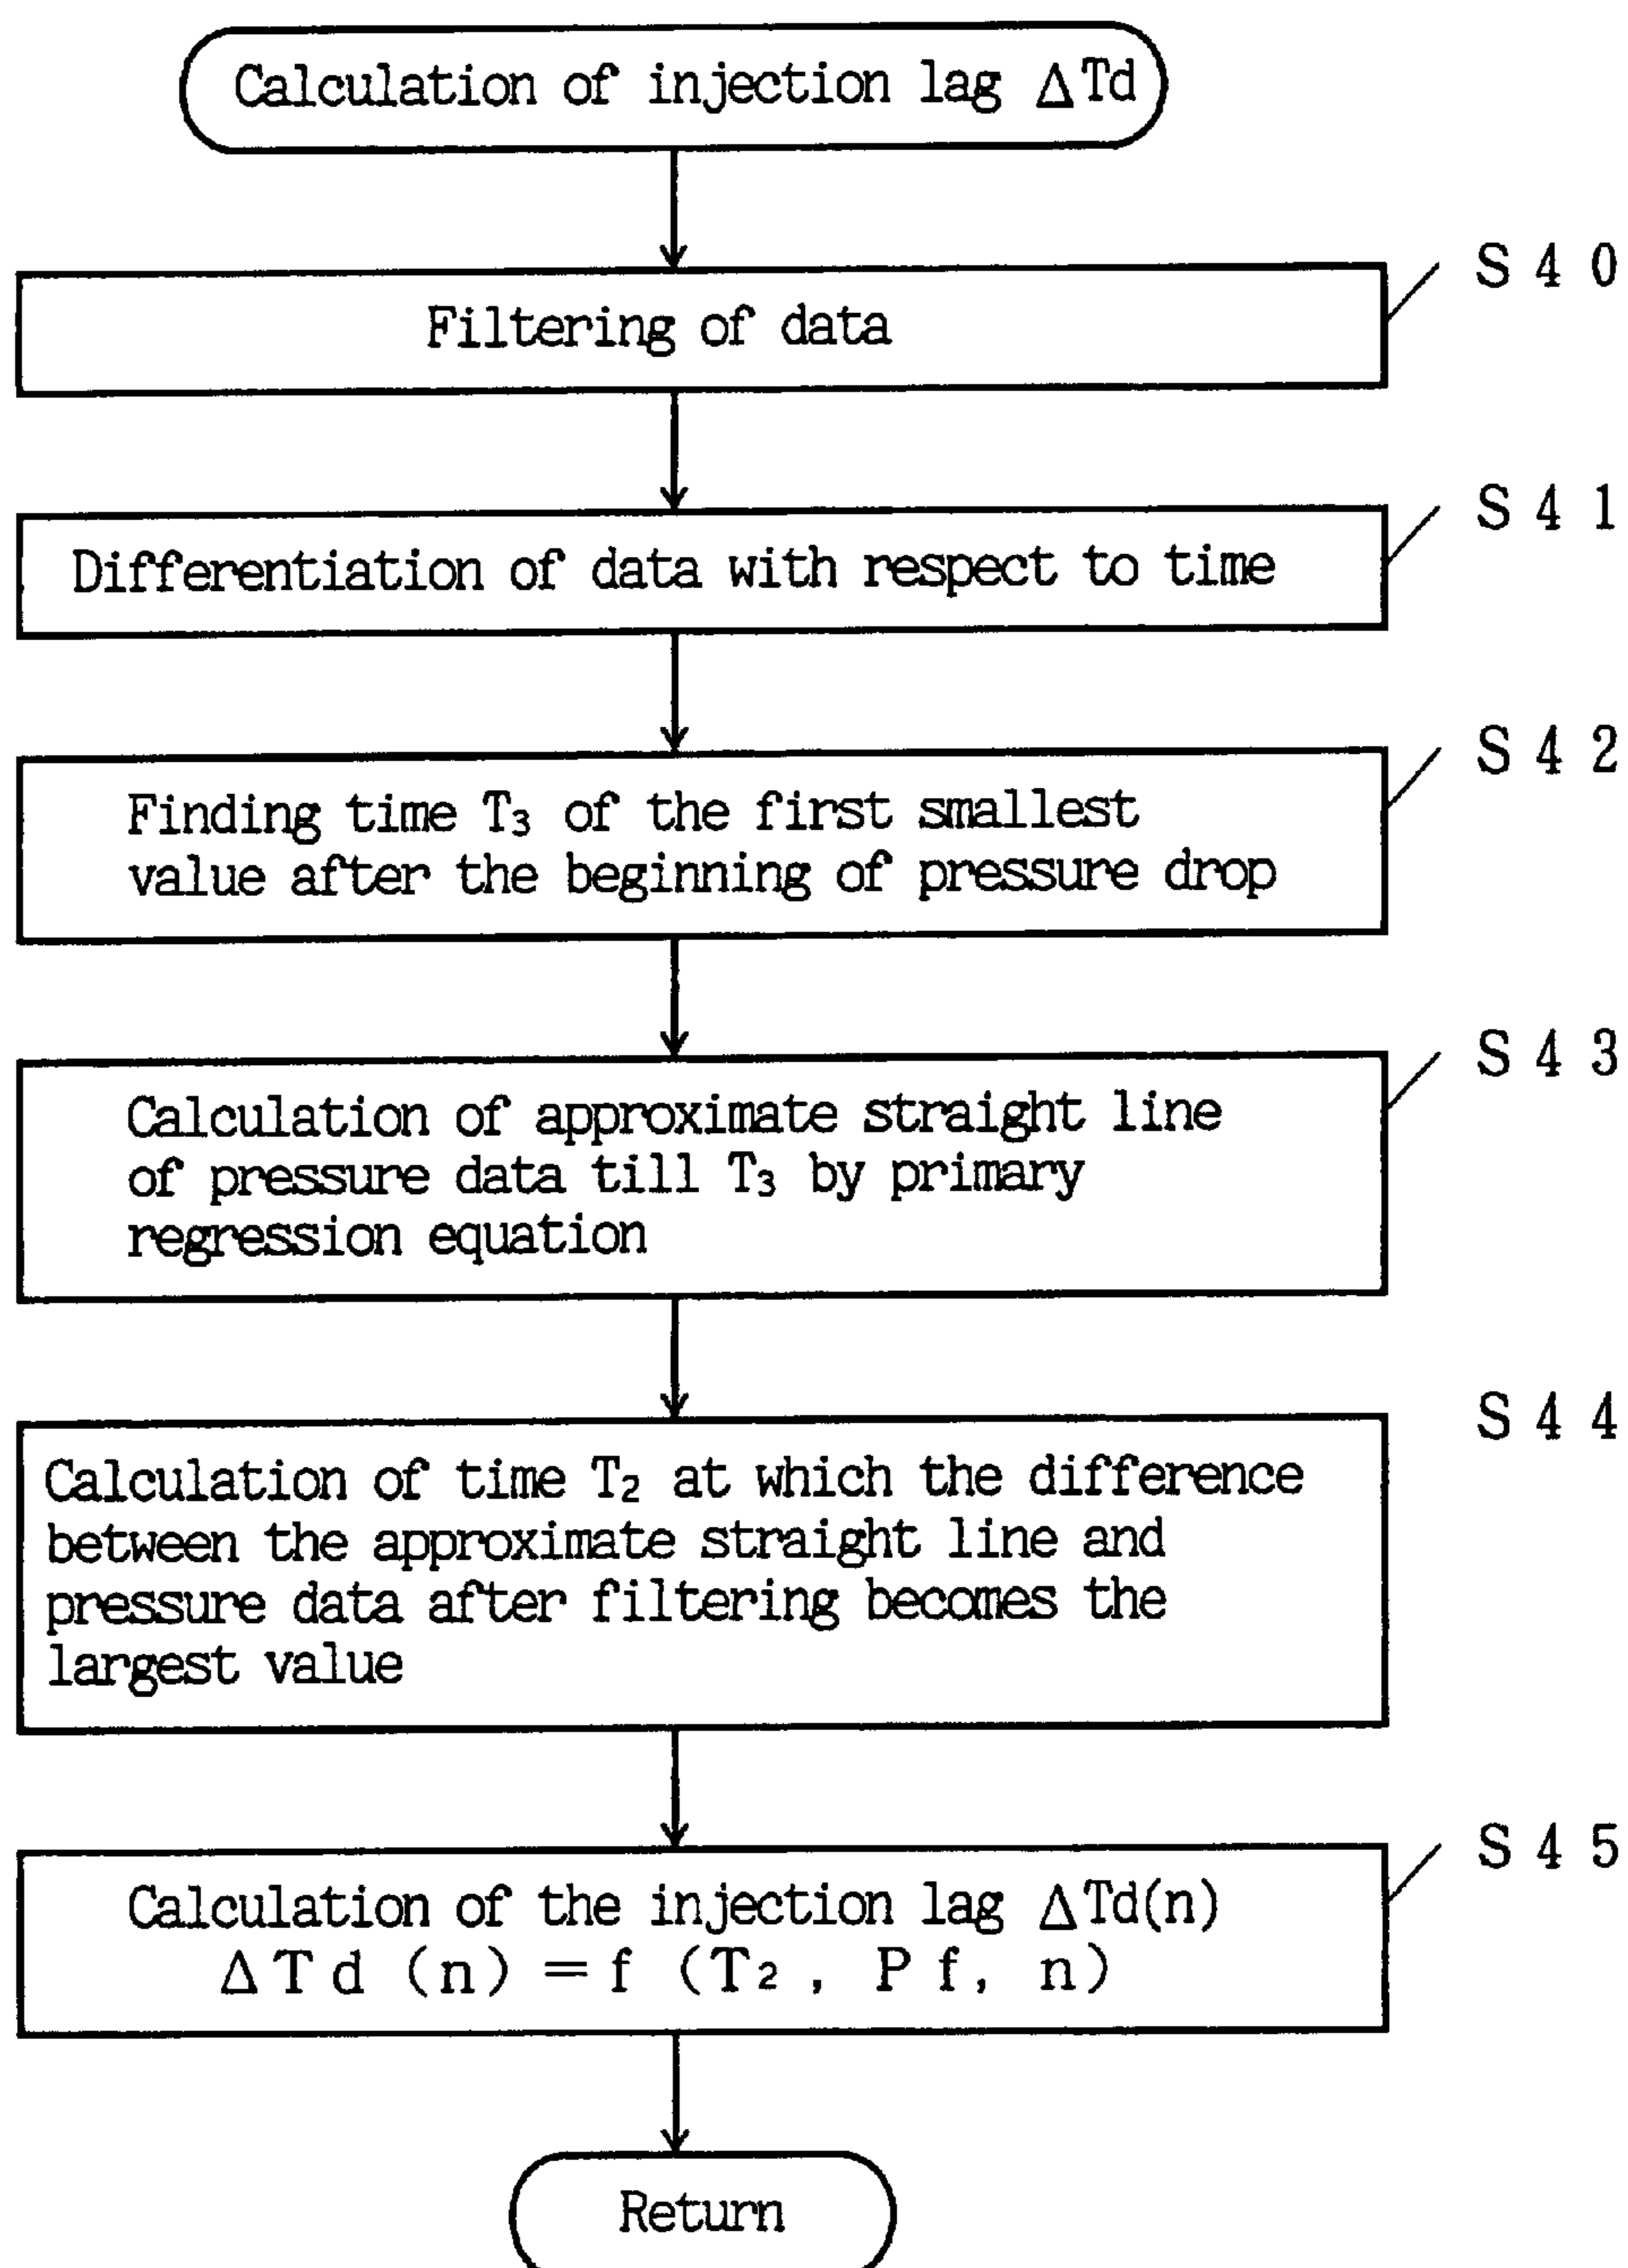 Calculation of injection lag ΔTd
S40
Filtering of data
S41
Differentiation of data with respect to time
S42
Finding time T₃ of the first smallest
value after the beginning of pressure drop
S43
Calculation of approximate straight line
of pressure data till T₃ by primary
regression equation
S44
Calculation of time T₂ at which the difference
between the approximate straight line and
pressure data after filtering becomes the
largest value
S45
Calculation of the injection lag ΔTd(n)
ΔTd (n) = f (T₂, Pf, n)
Return